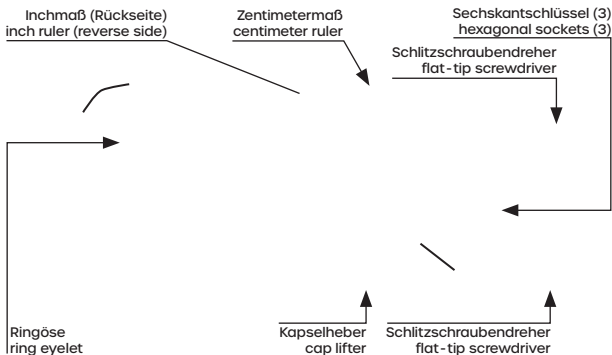 Inchmaß (Rückseite)
inch ruler (reverse side)
Zentimetermaß
centimeter ruler
Sechskantschlüssel (3)
hexagonal sockets (3)
Schlitzschraubendreher
flat-tip screwdriver
Ringöse
ring eyelet
Kapselheber
cap lifter
Schlitzschraubendreher
flat-tip screwdriver